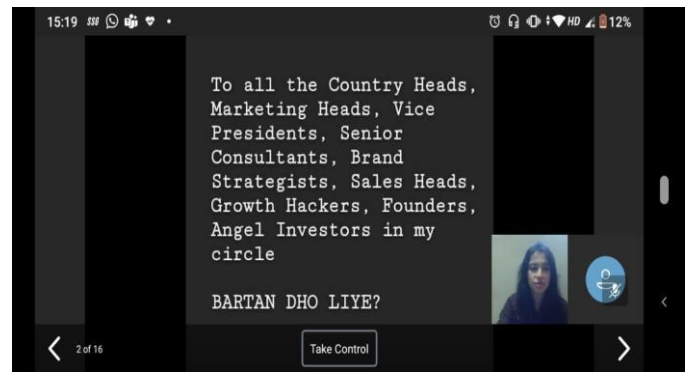 15:19
HD 12%
To all the Country Heads,
Marketing Heads, Vice
Presidents, Senior
Consultants, Brand
Strategists, Sales Heads,
Growth Hackers, Founders,
Angel Investors in my
circle
BARTAN DHO LIYE?
2 of 16
Take Control